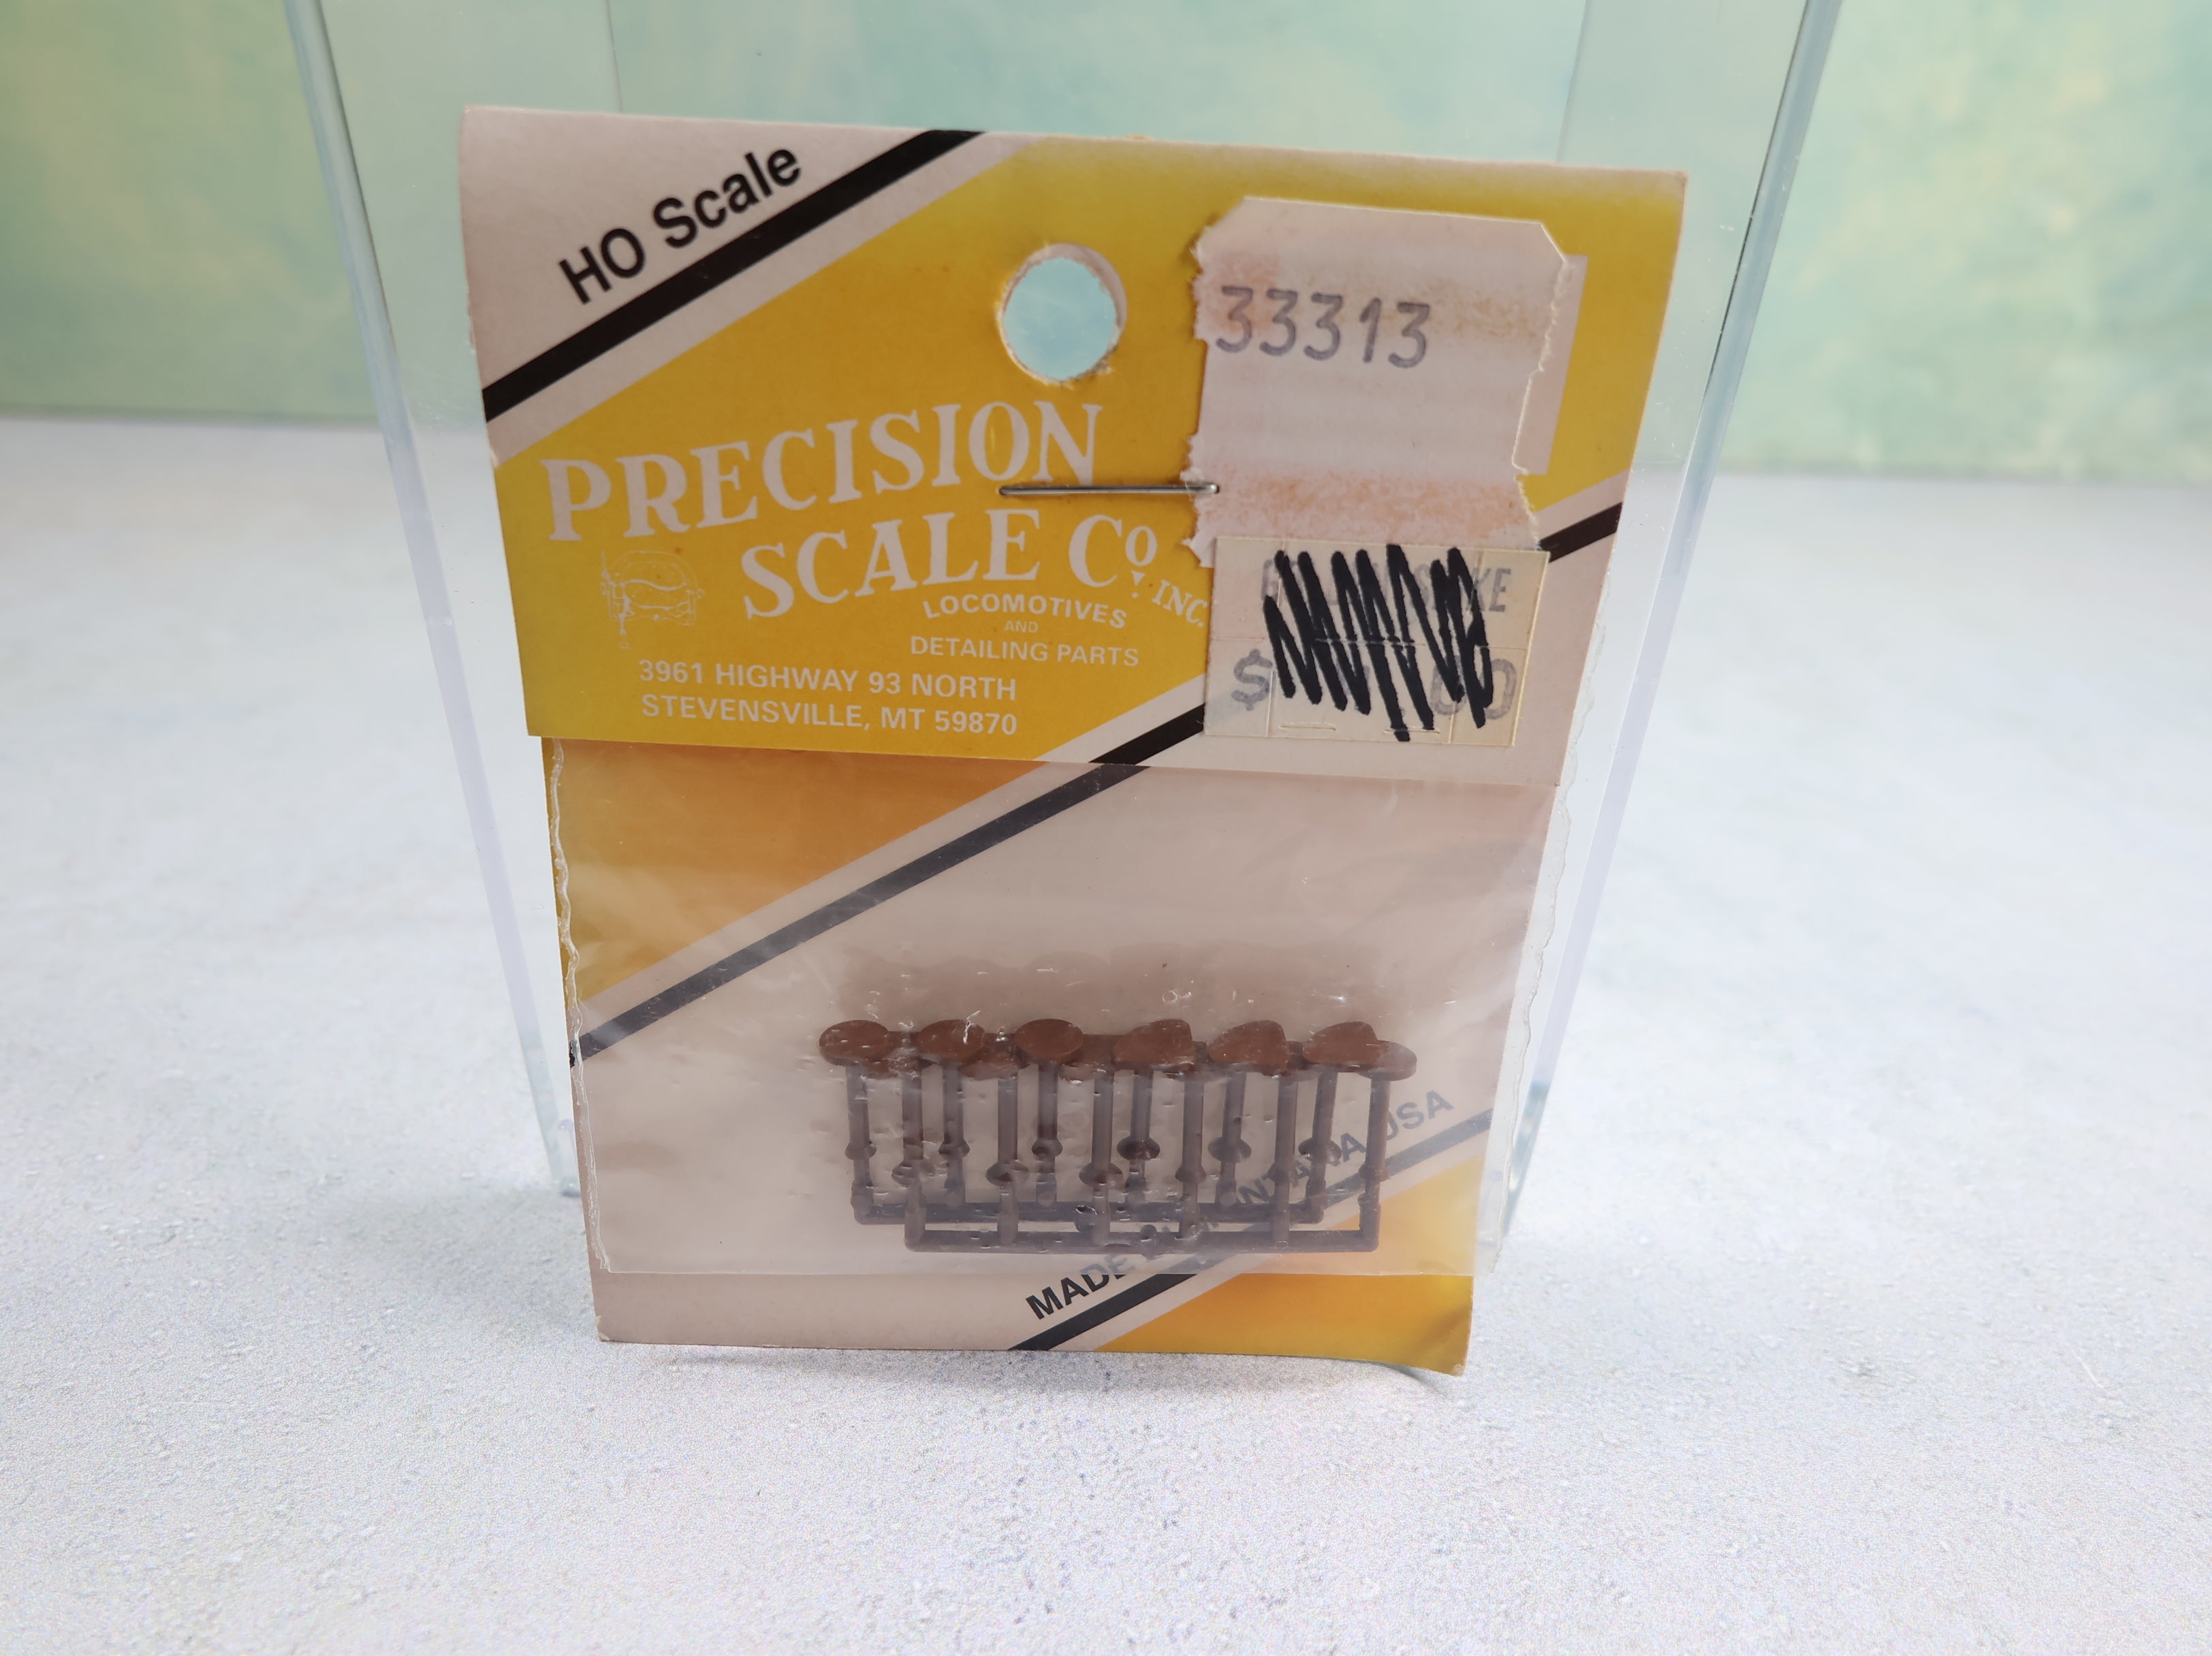 HO Scale
33313
PRECISION
SCALE Co. INC.
LOCOMOTIVES
AND
DETAILING PARTS
3961 HIGHWAY 93 NORTH
STEVENSVILLE, MT 59870
$
MADE MONTANA USA